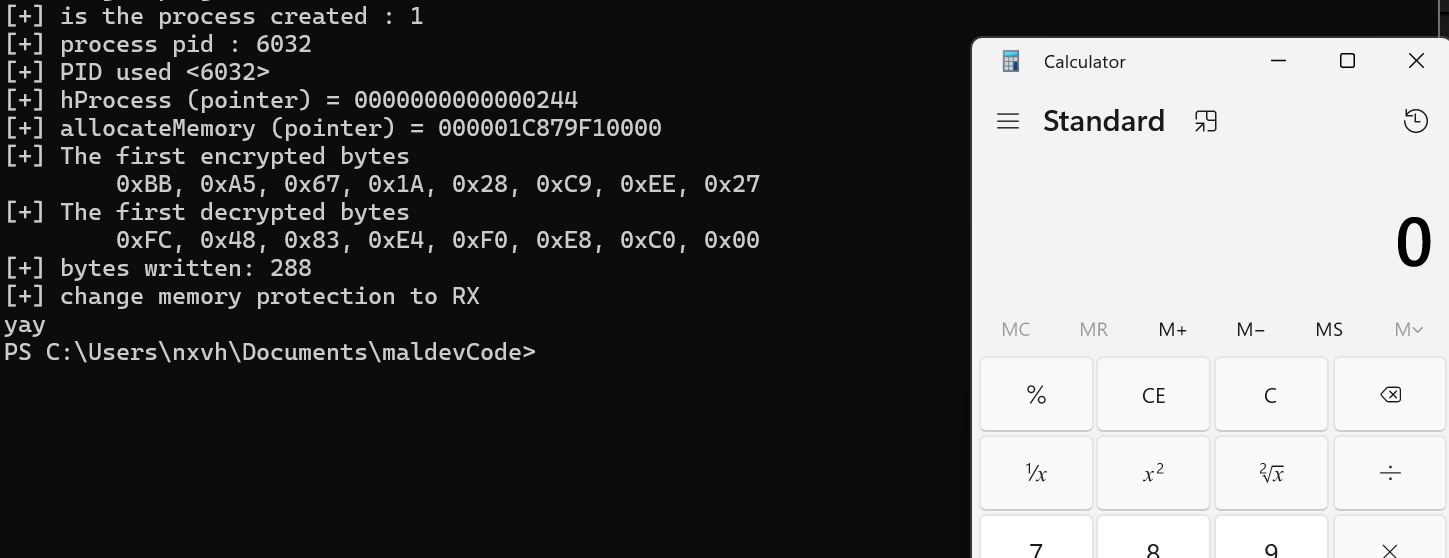 [+] is the process created : 1
[+] process pid : 6032
[+] PID used <6032>
[+] hProcess (pointer) = 0000000000000244
[+] allocateMemory (pointer) = 000001C879F10000
[+] The first encrypted bytes
0xBB, 0xA5, 0x67, 0x1A, 0x28, 0xC9, 0xEE, 0x27
[+] The first decrypted bytes
0xFC, 0x48, 0x83, 0xE4, 0xF0, 0xE8, 0xC0, 0x00
[+] bytes written: 288
[+] change memory protection to RX
yay
PS C:\Users\nxvh\Documents\maldevCode>
Calculator
Standard
0
MC MR M+ M− MS M
% CE C
¹/x x² ²√x ÷
7 8 9 ×